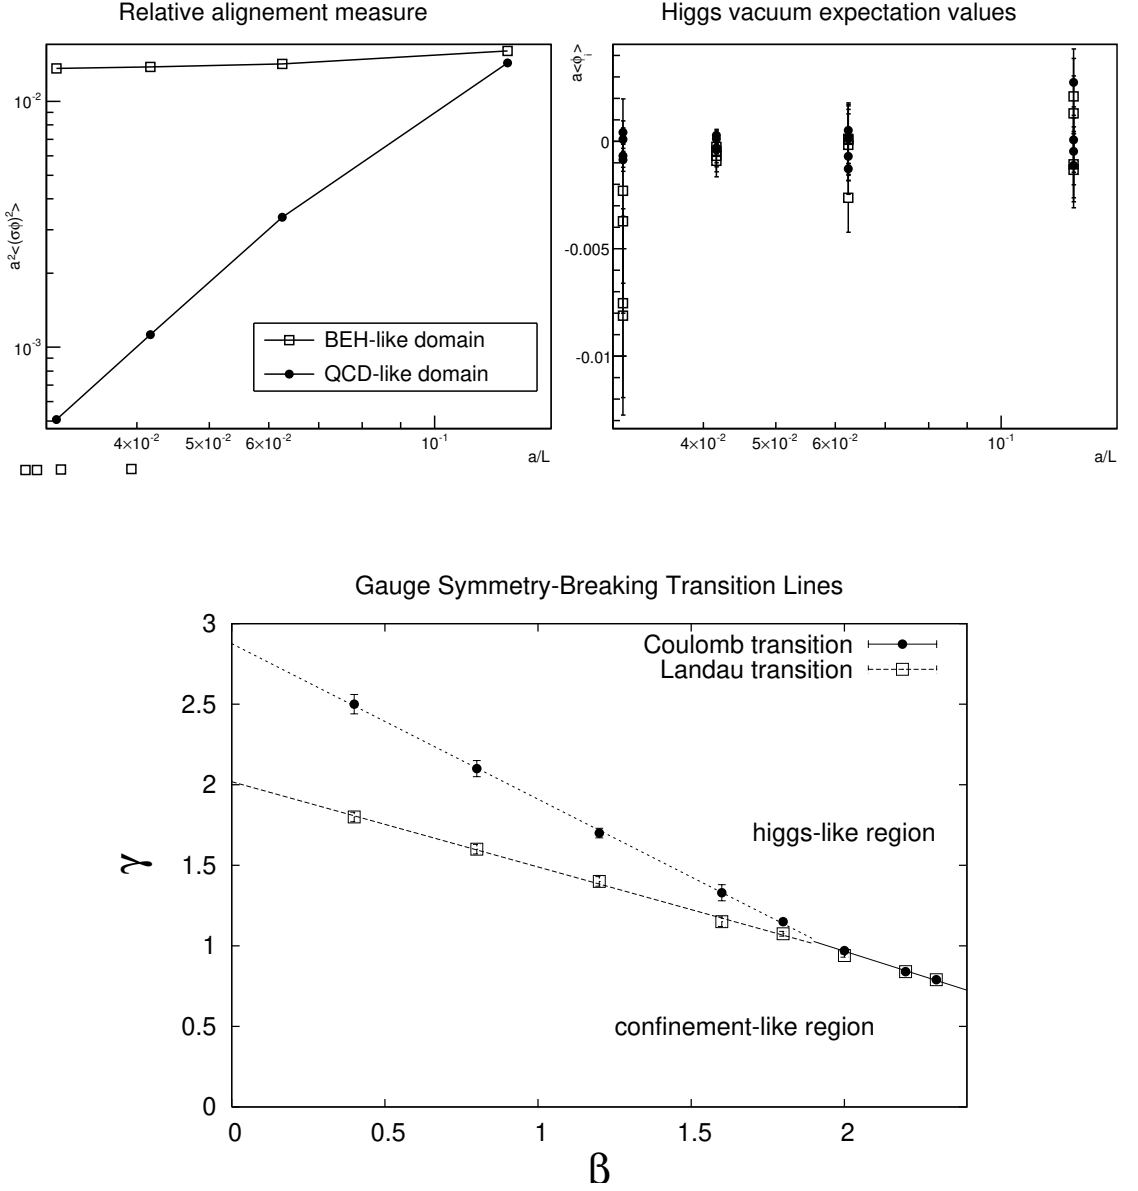 Relative alignement measure
a²<(σϕ)²>
10⁻²
10⁻³
BEH-like domain
QCD-like domain
4×10⁻² 5×10⁻² 6×10⁻² 10⁻¹
a/L
Higgs vacuum expectation values
a<ϕᵢ>
0
-0.005
-0.01
4×10⁻² 5×10⁻² 6×10⁻² 10⁻¹
a/L
Gauge Symmetry-Breaking Transition Lines
Coulomb transition
Landau transition
3
2.5
2
1.5
1
0.5
0
γ
higgs-like region
confinement-like region
0 0.5 1 1.5 2
β